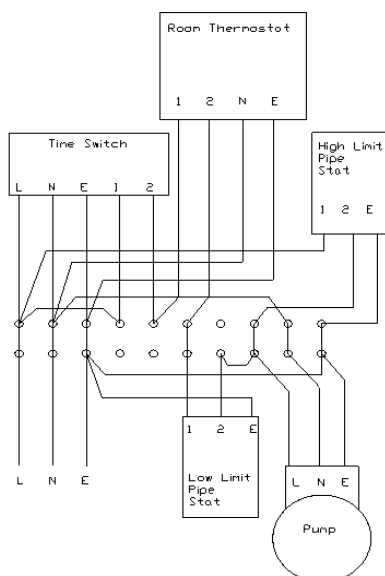 Room Thermostat
1 2 N E
Time Switch
L N E 1 2
High Limit
Pipe
Stat
1 2 E
1 2 E
Low Limit
Pipe
Stat
L N E
L N E
Pump